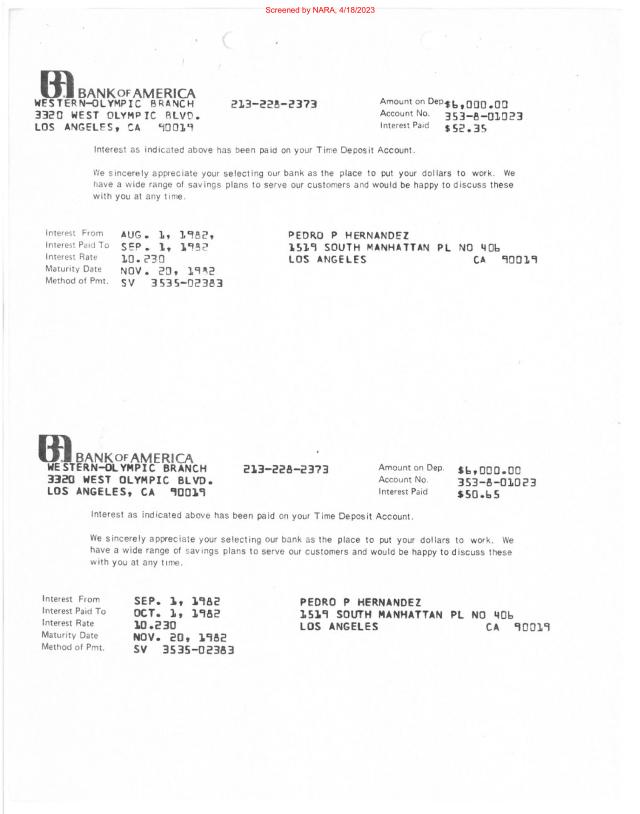 Screened by NARA, 4/18/2023
BANK OF AMERICA
WESTERN-OLYMPIC BRANCH 213-228-2373 Amount on Dep. $6,000.00
3320 WEST OLYMPIC BLVD. Account No. 353-8-01023
LOS ANGELES, CA 90019 Interest Paid $52.35
Interest as indicated above has been paid on your Time Deposit Account.
We sincerely appreciate your selecting our bank as the place to put your dollars to work. We
have a wide range of savings plans to serve our customers and would be happy to discuss these
with you at any time.
Interest From AUG. 1, 1982, PEDRO P HERNANDEZ
Interest Paid To SEP. 1, 1982 1519 SOUTH MANHATTAN PL NO 406
Interest Rate 10.230 LOS ANGELES CA 90019
Maturity Date NOV. 20, 1982
Method of Pmt. SV 3535-02383
BANK OF AMERICA
WESTERN-OLYMPIC BRANCH 213-228-2373 Amount on Dep. $6,000.00
3320 WEST OLYMPIC BLVD. Account No. 353-8-01023
LOS ANGELES, CA 90019 Interest Paid $50.65
Interest as indicated above has been paid on your Time Deposit Account.
We sincerely appreciate your selecting our bank as the place to put your dollars to work. We
have a wide range of savings plans to serve our customers and would be happy to discuss these
with you at any time.
Interest From SEP. 1, 1982 PEDRO P HERNANDEZ
Interest Paid To OCT. 1, 1982 1519 SOUTH MANHATTAN PL NO 406
Interest Rate 10.230 LOS ANGELES CA 90019
Maturity Date NOV. 20, 1982
Method of Pmt. SV 3535-02383